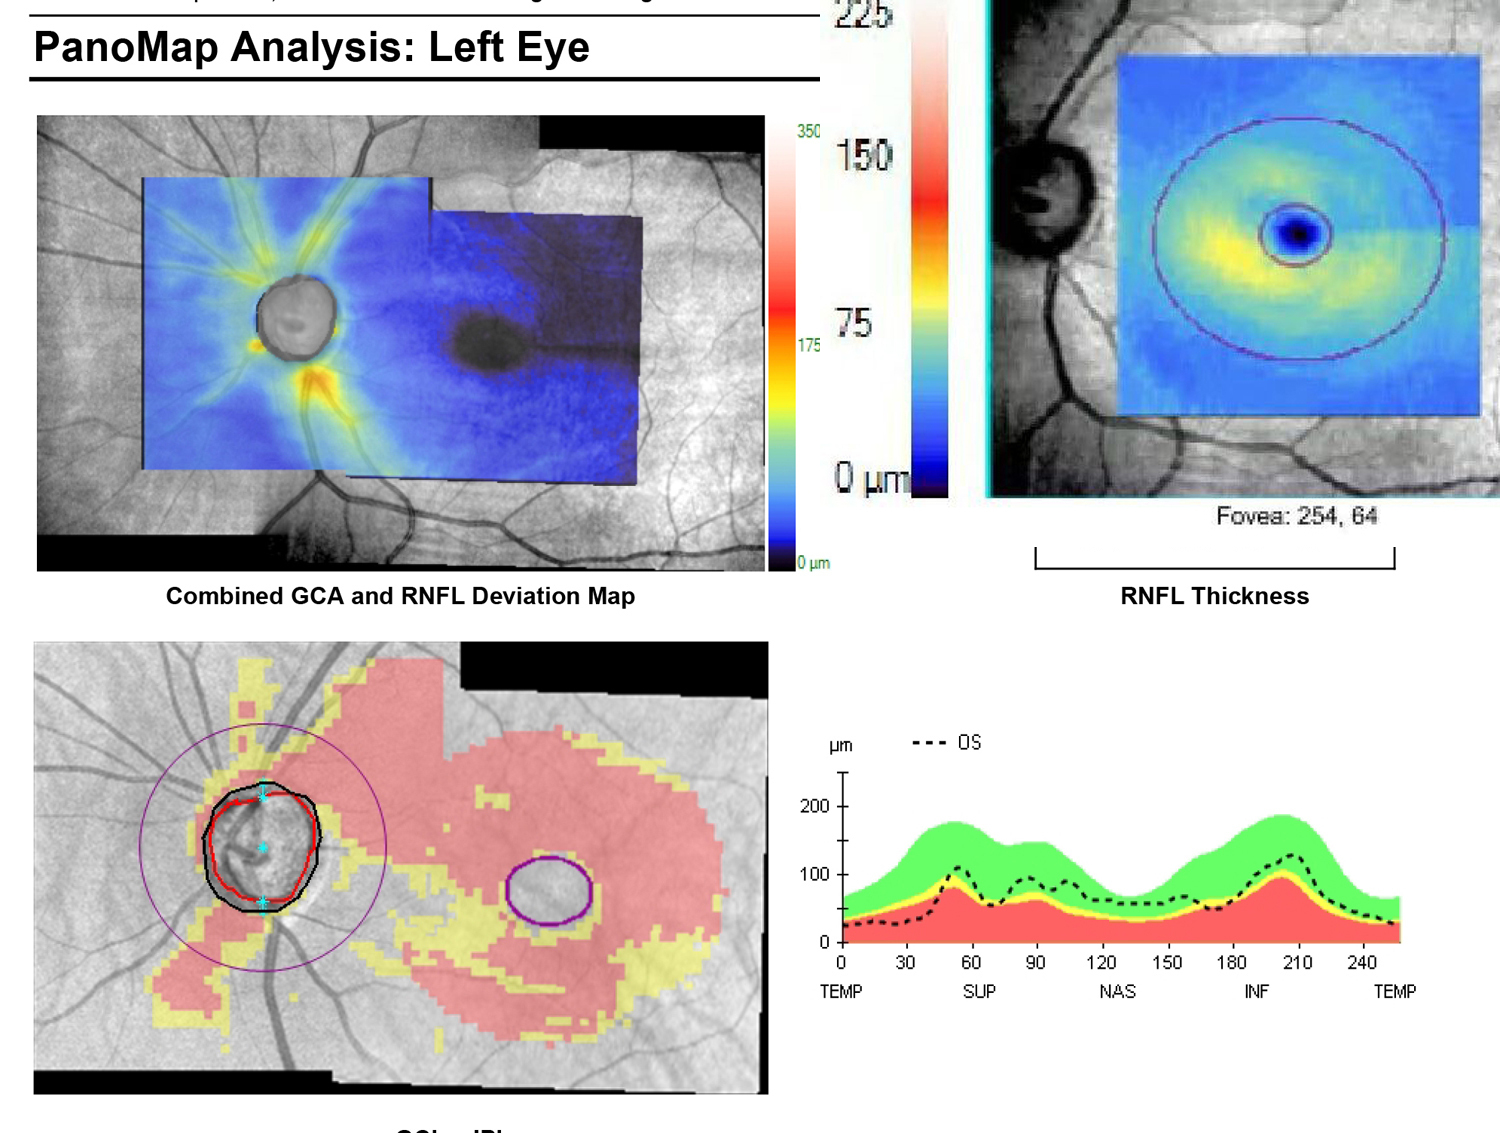 PanoMap Analysis: Left Eye
350
175
0 µm
225
150
75
0 µm
Fovea: 254, 64
Combined GCA and RNFL Deviation Map
RNFL Thickness
µm
OS
200
100
0
0 30 60 90 120 150 180 210 240
TEMP SUP NAS INF TEMP